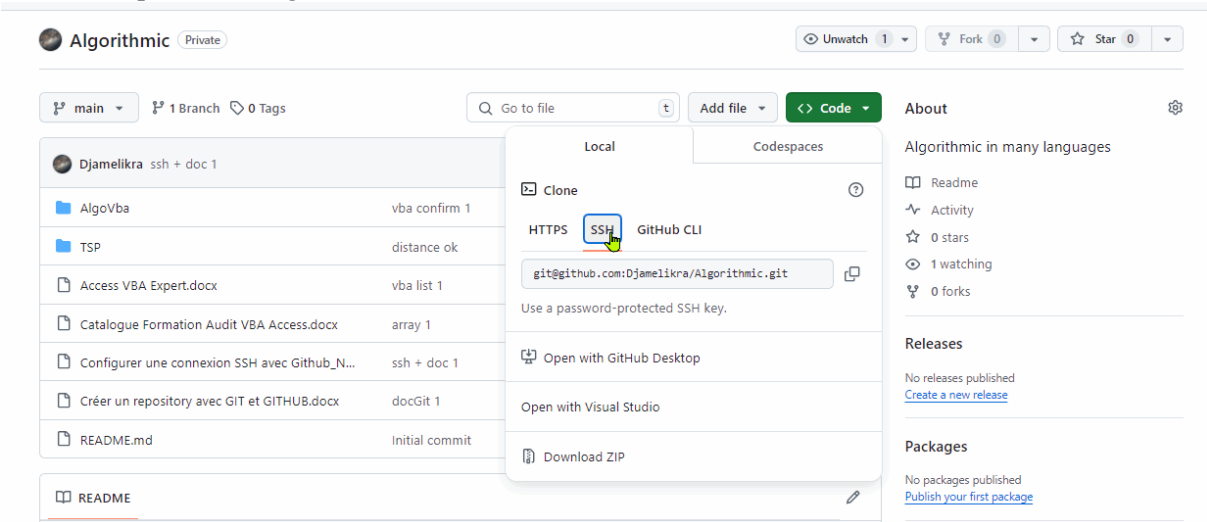 Algorithmic Private
Unwatch 1
Fork 0
Star 0
main
1 Branch
0 Tags
Go to file t
Add file
<> Code
Djamelikra ssh + doc 1
AlgoVba vba confirm 1
TSP distance ok
Access VBA Expert.docx vba list 1
Catalogue Formation Audit VBA Access.docx array 1
Configurer une connexion SSH avec Github_N... ssh + doc 1
Créer un repository avec GIT et GITHUB.docx docGit 1
README.md Initial commit
README
Local Codespaces
Clone
HTTPS SSH GitHub CLI
git@github.com:Djamelikra/Algorithmic.git
Use a password-protected SSH key.
Open with GitHub Desktop
Open with Visual Studio
Download ZIP
About
Algorithmic in many languages
Readme
Activity
0 stars
1 watching
0 forks
Releases
No releases published
Create a new release
Packages
No packages published
Publish your first package